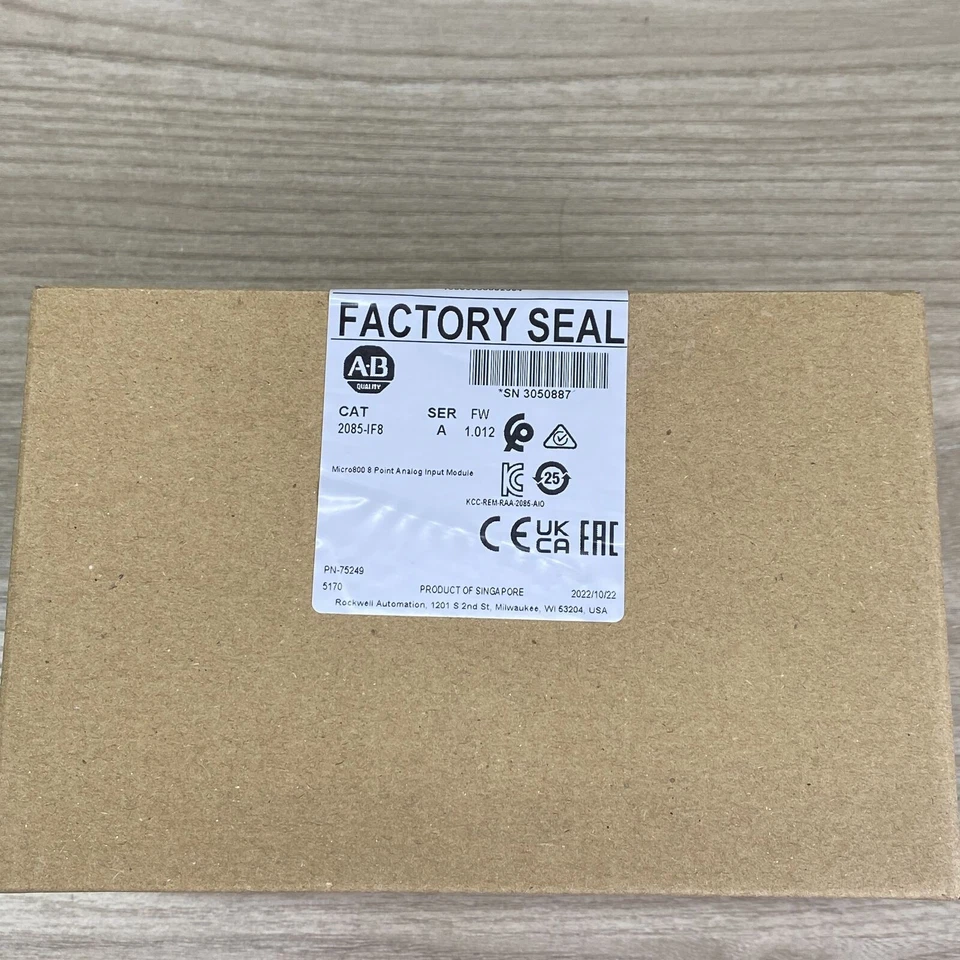 FACTORY SEAL
A·B
QUALITY
*SN 3050887*
CAT SER FW
2085-IF8 A 1.012
Micro800 8 Point Analog Input Module
25
KCC-REM-RAA-2085-AIO
CE UK CA EAC
PN-75249
5170 PRODUCT OF SINGAPORE 2022/10/22
Rockwell Automation, 1201 S 2nd St, Milwaukee, WI 53204, USA